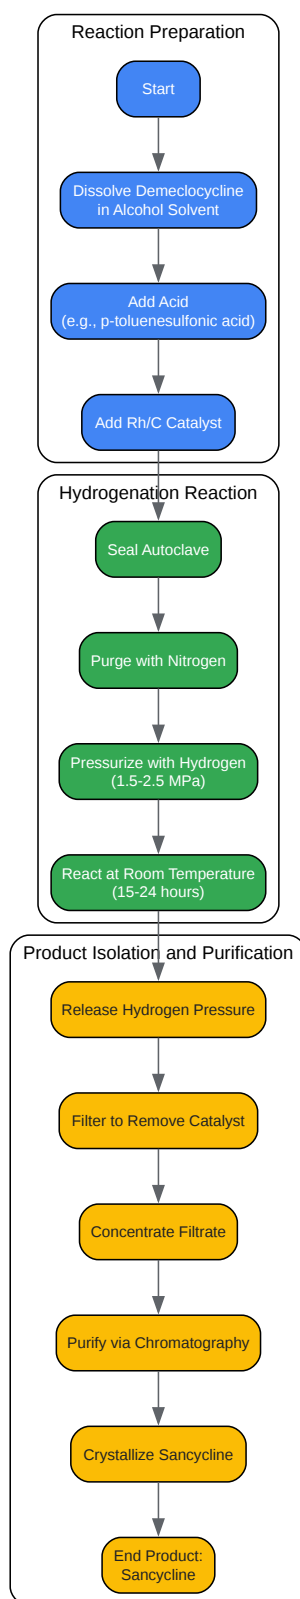 Reaction Preparation
Start
Dissolve Demeclocycline
in Alcohol Solvent
Add Acid
(e.g., p-toluenesulfonic acid)
Add Rh/C Catalyst
Hydrogenation Reaction
Seal Autoclave
Purge with Nitrogen
Pressurize with Hydrogen
(1.5-2.5 MPa)
React at Room Temperature
(15-24 hours)
Product Isolation and Purification
Release Hydrogen Pressure
Filter to Remove Catalyst
Concentrate Filtrate
Purify via Chromatography
Crystallize Sancycline
End Product:
Sancycline